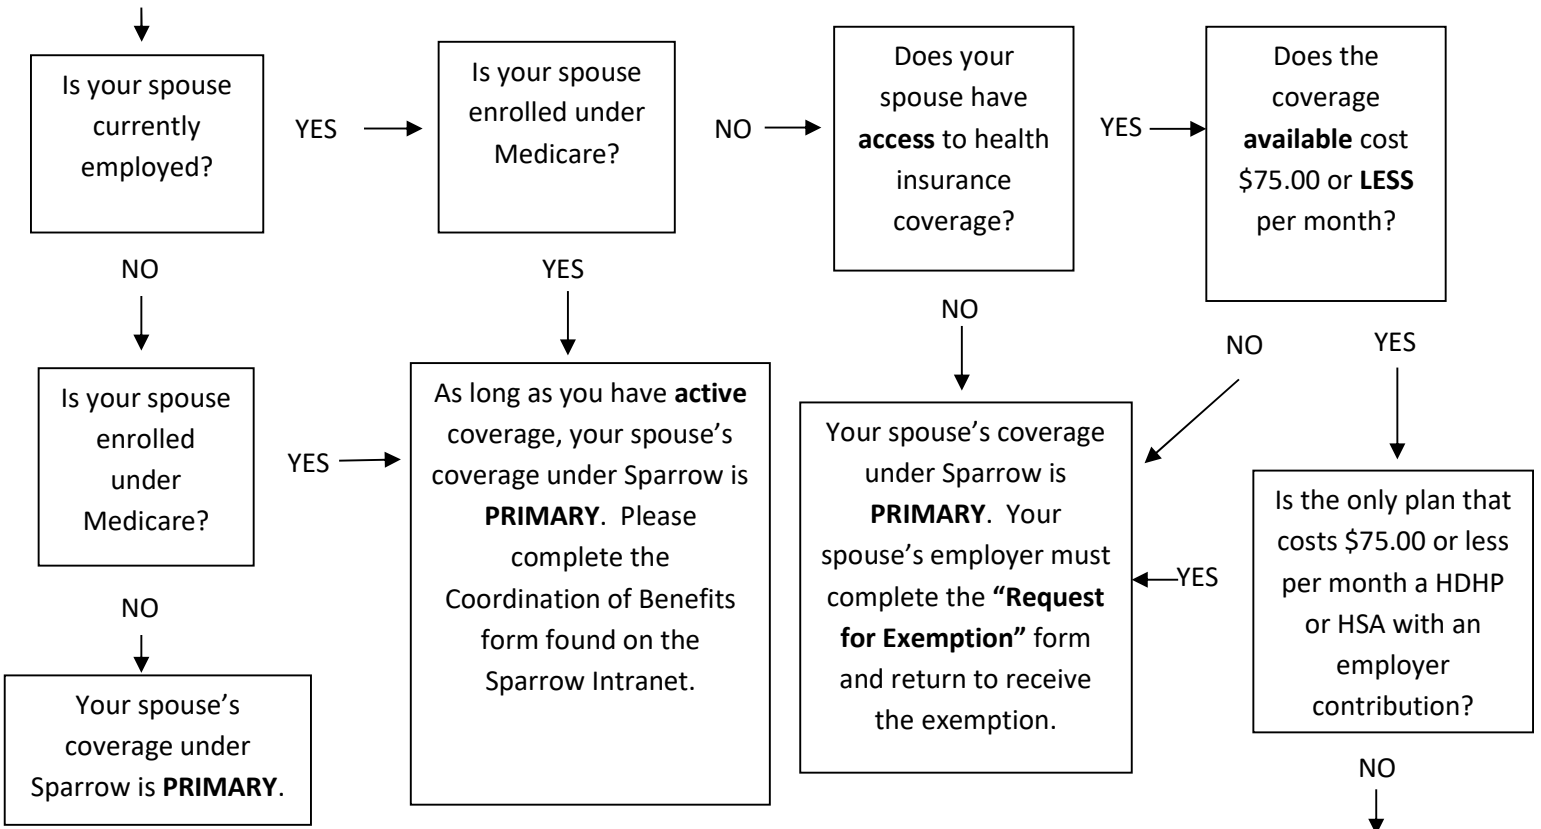 Is your spouse
currently
employed?
YES
Is your spouse
enrolled under
Medicare?
NO
Does your
spouse have
access to health
insurance
coverage?
YES
Does the
coverage
available cost
$75.00 or LESS
per month?
NO
YES
NO
NO
YES
Is your spouse
enrolled
under
Medicare?
YES
As long as you have active
coverage, your spouse’s
coverage under Sparrow is
PRIMARY.  Please
complete the
Coordination of Benefits
form found on the
Sparrow Intranet.
Your spouse’s coverage
under Sparrow is
PRIMARY.  Your
spouse’s employer must
complete the “Request
for Exemption” form
and return to receive
the exemption.
YES
Is the only plan that
costs $75.00 or less
per month a HDHP
or HSA with an
employer
contribution?
NO
Your spouse’s
coverage under
Sparrow is PRIMARY.
NO